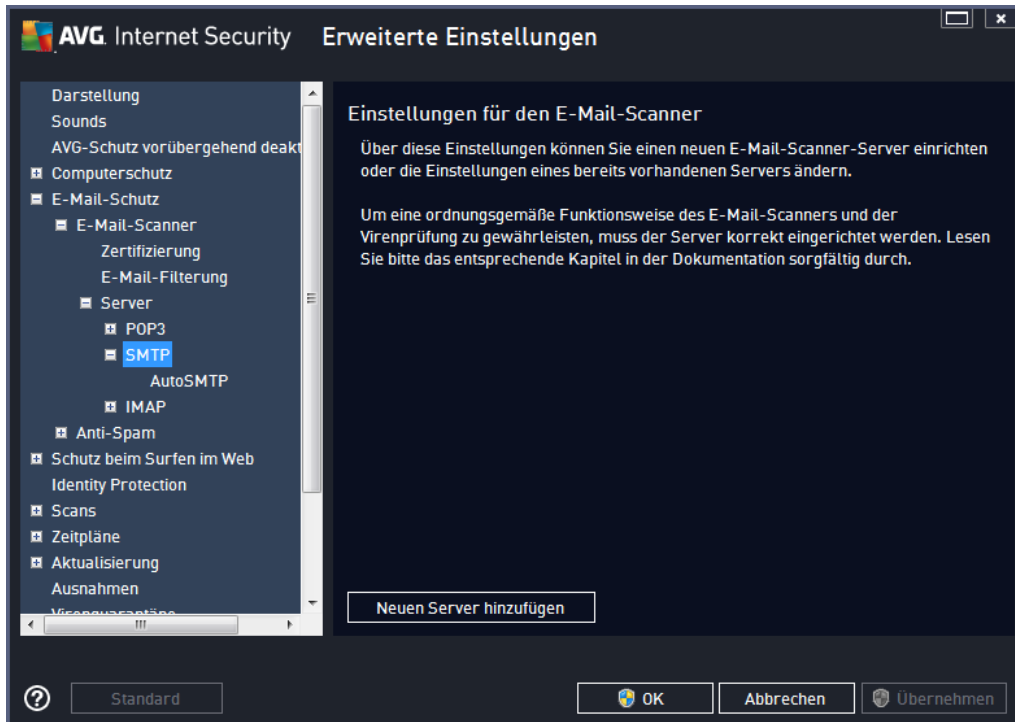 AVG. Internet Security Erweiterte Einstellungen
Darstellung
Sounds
AVG-Schutz vorübergehend deakt
Computerschutz
E-Mail-Schutz
E-Mail-Scanner
Zertifizierung
E-Mail-Filterung
Server
POP3
SMTP
AutoSMTP
IMAP
Anti-Spam
Schutz beim Surfen im Web
Identity Protection
Scans
Zeitpläne
Aktualisierung
Ausnahmen
Virenquarantäne
Einstellungen für den E-Mail-Scanner
Über diese Einstellungen können Sie einen neuen E-Mail-Scanner-Server einrichten
oder die Einstellungen eines bereits vorhandenen Servers ändern.
Um eine ordnungsgemäße Funktionsweise des E-Mail-Scanners und der
Virenprüfung zu gewährleisten, muss der Server korrekt eingerichtet werden. Lesen
Sie bitte das entsprechende Kapitel in der Dokumentation sorgfältig durch.
Neuen Server hinzufügen
Standard
OK
Abbrechen
Übernehmen